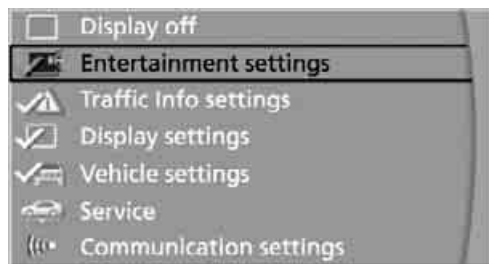 Display off
Entertainment settings
Traffic Info settings
Display settings
Vehicle settings
Service
Communication settings